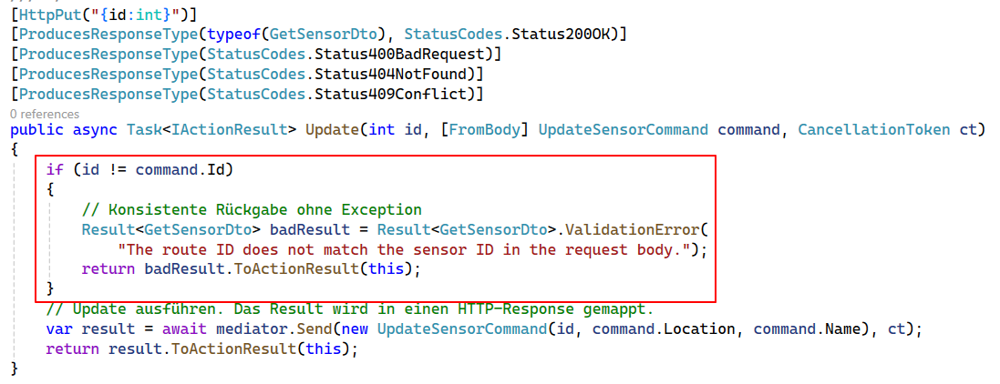 [HttpPut("{id:int}")]
[ProducesResponseType(typeof(GetSensorDto), StatusCodes.Status200OK)]
[ProducesResponseType(StatusCodes.Status400BadRequest)]
[ProducesResponseType(StatusCodes.Status404NotFound)]
[ProducesResponseType(StatusCodes.Status409Conflict)]
0 references
public async Task<IActionResult> Update(int id, [FromBody] UpdateSensorCommand command, CancellationToken ct)
{
if (id != command.Id)
{
// Konsistente Rückgabe ohne Exception
Result<GetSensorDto> badResult = Result<GetSensorDto>.ValidationError(
"The route ID does not match the sensor ID in the request body.");
return badResult.ToActionResult(this);
}
// Update ausführen. Das Result wird in einen HTTP-Response gemappt.
var result = await mediator.Send(new UpdateSensorCommand(id, command.Location, command.Name), ct);
return result.ToActionResult(this);
}